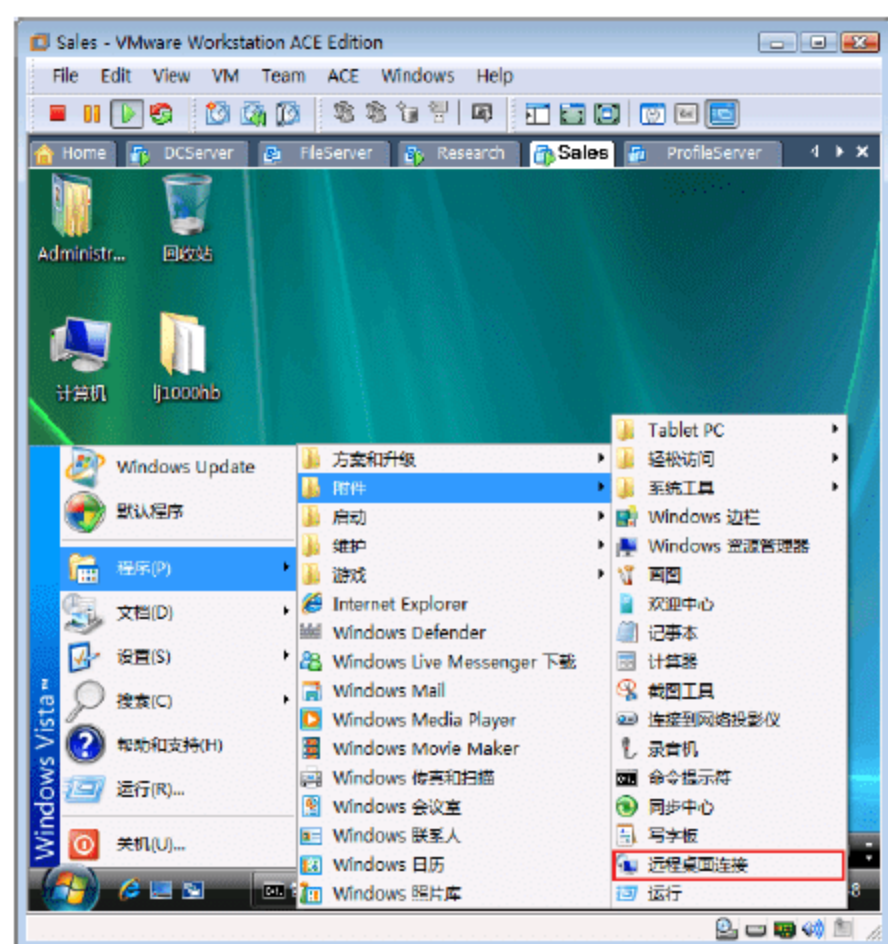 Sales - VMware Workstation ACE Edition
File Edit View VM Team ACE Windows Help
Home DCServer FileServer Research Sales ProfileServer
Administr... 回收站
计算机 lj1000hb
Windows Update
默认程序
程序(P)
文档(D)
设置(S)
搜索(C)
帮助和支持(H)
运行(R)...
关机(U)...
Windows Vista™
方案和升级
附件
启动
维护
游戏
Internet Explorer
Windows Defender
Windows Live Messenger 下载
Windows Mail
Windows Media Player
Windows Movie Maker
Windows 传真和扫描
Windows 会议室
Windows 联系人
Windows 日历
Windows 照片库
Tablet PC
轻松访问
系统工具
Windows 边栏
Windows 资源管理器
画图
欢迎中心
记事本
计算器
截图工具
连接到网络投影仪
录音机
命令提示符
同步中心
写字板
远程桌面连接
运行